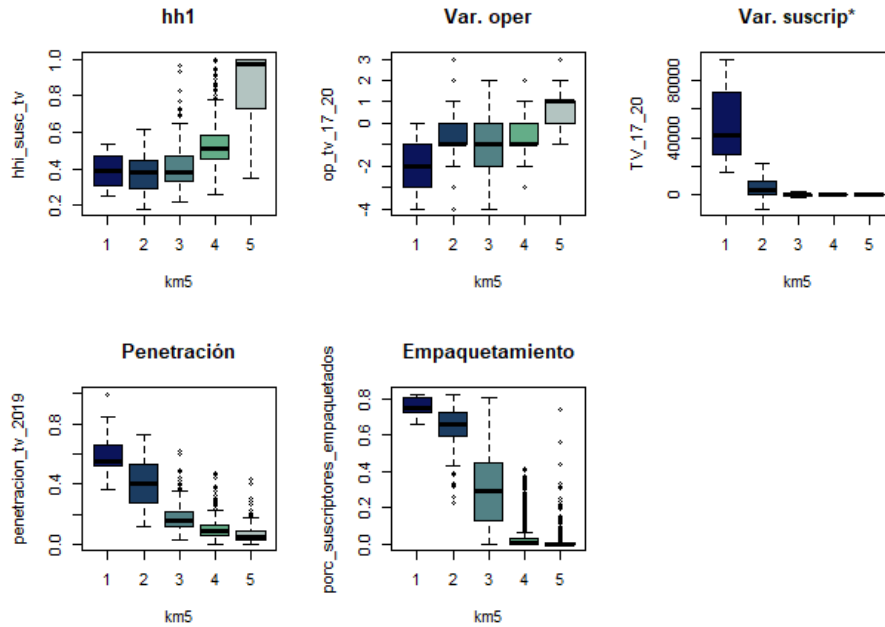 hh1
hhi_susc_tv
0.2 0.4 0.6 0.8 1.0
1 2 3 4 5
km5
Var. oper
op_tv_17_20
-4 -2 0 1 2 3
1 2 3 4 5
km5
Var. suscrip*
TV_17_20
0 40000 80000
1 2 3 4 5
km5
Penetración
penetracion_tv_2019
0.0 0.4 0.8
1 2 3 4 5
km5
Empaquetamiento
porc_suscriptores_empaquetados
0.0 0.2 0.4 0.6 0.8
1 2 3 4 5
km5